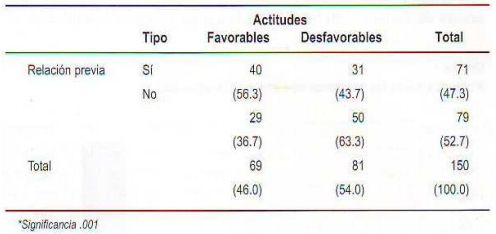 Actitudes
Tipo Favorables Desfavorables Total
Relación previa Sí 40 31 71
No (56.3) (43.7) (47.3)
29 50 79
(36.7) (63.3) (52.7)
Total 69 81 150
(46.0) (54.0) (100.0)
*Significancia .001